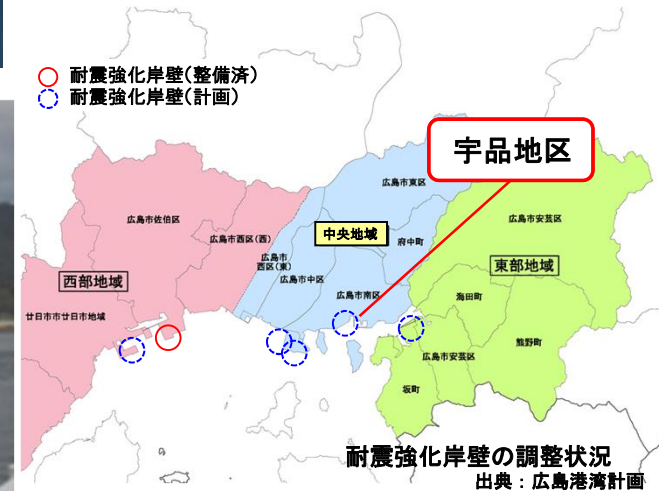 耐震強化岸壁(整備済)
耐震強化岸壁(計画)
宇品地区
広島市東区
広島市佐伯区
広島市安芸区
広島市西区(西)
中央地域
府中町
広島市
西区(東)
東部地域
西部地域
広島市中区
広島市南区
海田町
廿日市市廿日市地域
熊野町
広島市安芸区
坂町
耐震強化岸壁の調整状況
出典:広島港湾計画